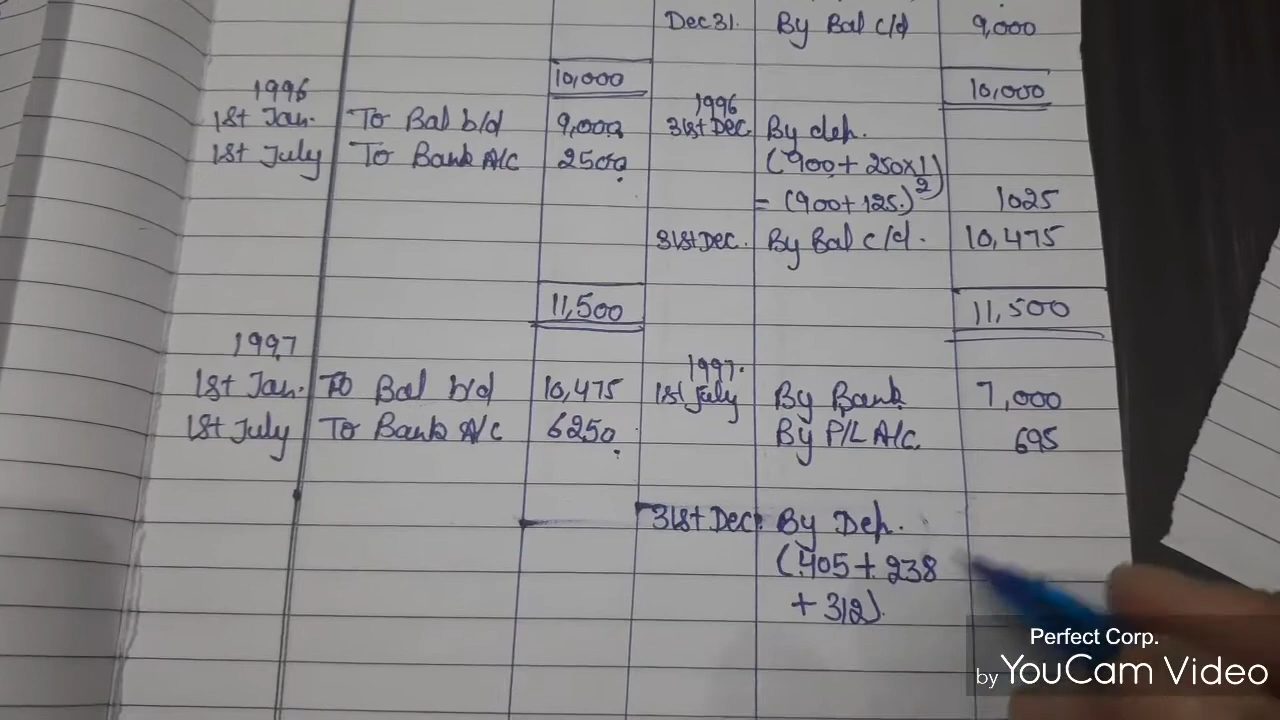 Dec 31. By Bal c/d 9,000
10,000 10,000
1996 1996
1st Jan. To Bal b/d 9,000 31st Dec By dep.
1st July To Bank A/c 2500 (900 + 250×1/2)
= (900+125.) 1025
31st Dec. By Bal c/d. 10,475
11,500 11,500
1997 1997.
1st Jan. To Bal b/d 10,475 1st July By Bank 7,000
1st July To Bank A/c 6250 By P/L A/c 695
31st Dec. By Dep.
(405 + 238
+ 312)
Perfect Corp.
by YouCam Video